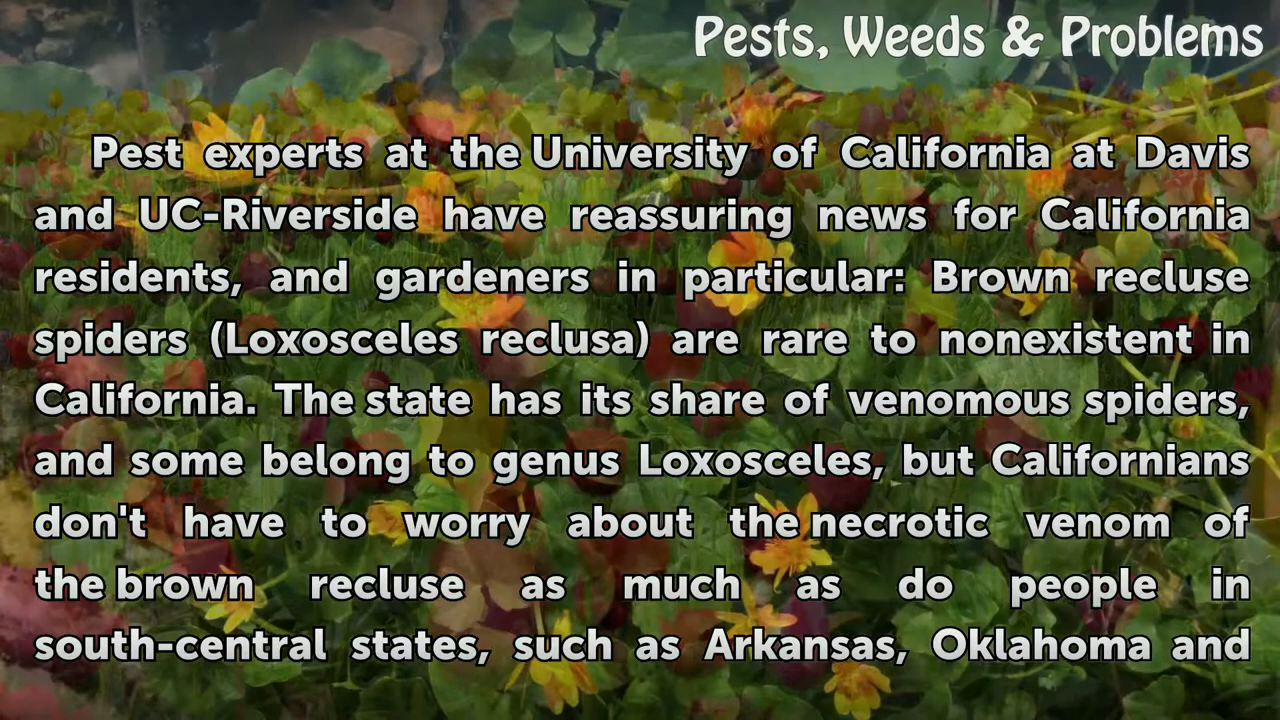 Pests, Weeds & Problems
Pest experts at the University of California at Davis
and UC-Riverside have reassuring news for California
residents, and gardeners in particular: Brown recluse
spiders (Loxosceles reclusa) are rare to nonexistent in
California. The state has its share of venomous spiders,
and some belong to genus Loxosceles, but Californians
don't have to worry about the necrotic venom of
the brown recluse as much as do people in
south-central states, such as Arkansas, Oklahoma and